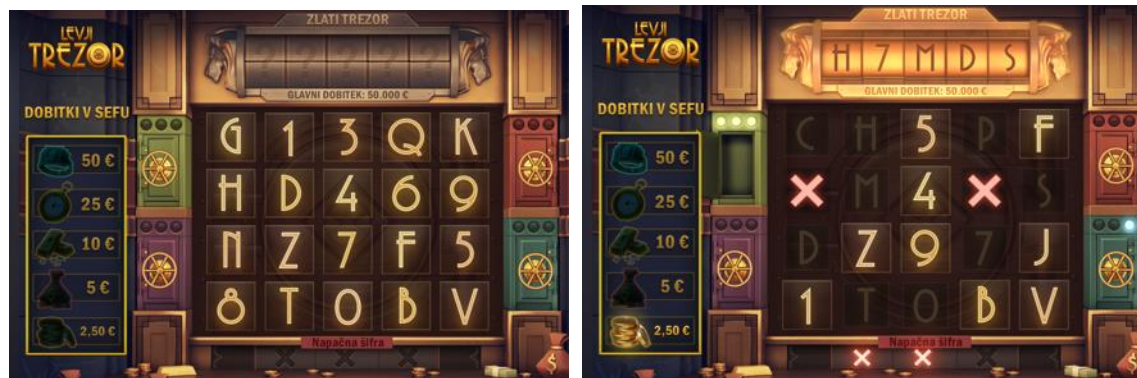 ZLATI TREZOR
LEVJI
TREZOR
? ? ? ? ?
GLAVNI DOBITEK: 50.000 €
DOBITKI V SEFU
50 €
25 €
10 €
5 €
2,50 €
G 1 3 Q K
H D 4 6 9
N Z 7 F 5
8 T O B V
Napačna šifra
ZLATI TREZOR
LEVJI
TREZOR
H 7 M D S
GLAVNI DOBITEK: 50.000 €
DOBITKI V SEFU
50 €
25 €
10 €
5 €
2,50 €
C H 5 P F
M 4 S
D Z 9 7 J
1 T O B V
Napačna šifra
$